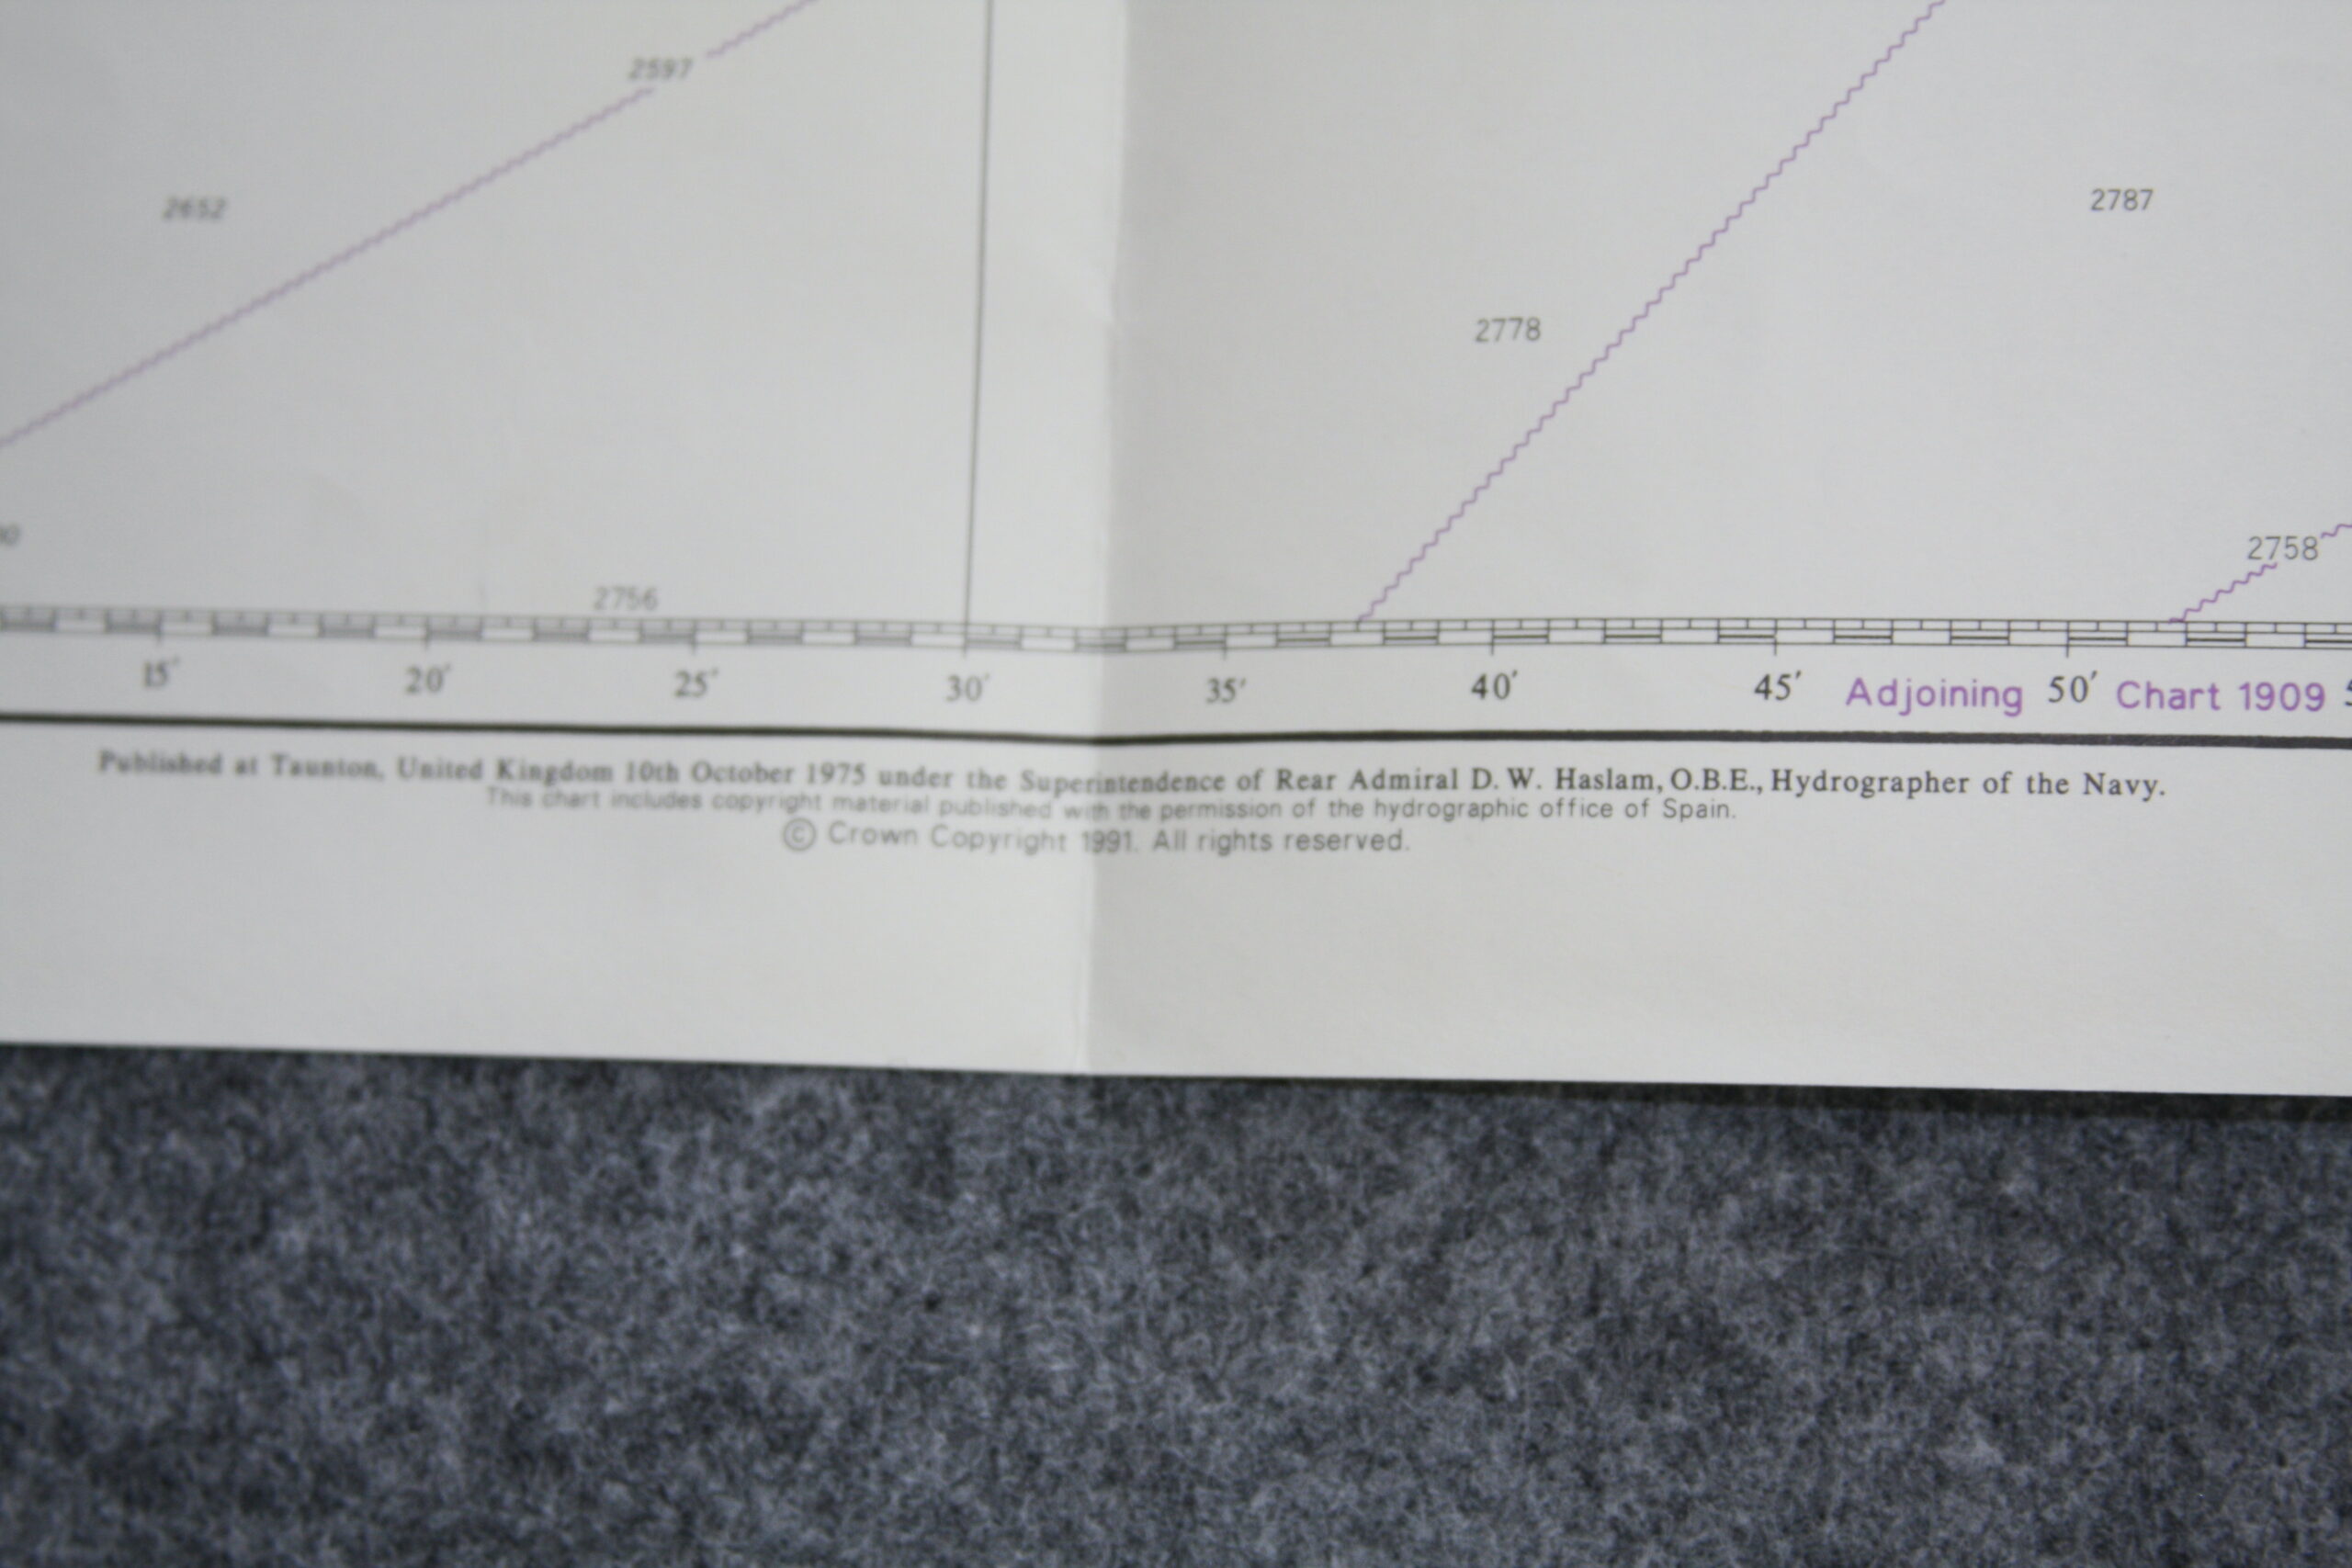 2597
2652
2787
2778
2758
2756
15′ 20′ 25′ 30′ 35′ 40′ 45′ Adjoining 50′ Chart 1909
Published at Taunton, United Kingdom 10th October 1975 under the Superintendence of Rear Admiral D. W. Haslam, O.B.E., Hydrographer of the Navy.
This chart includes copyright material published with the permission of the hydrographic office of Spain.
© Crown Copyright 1991. All rights reserved.